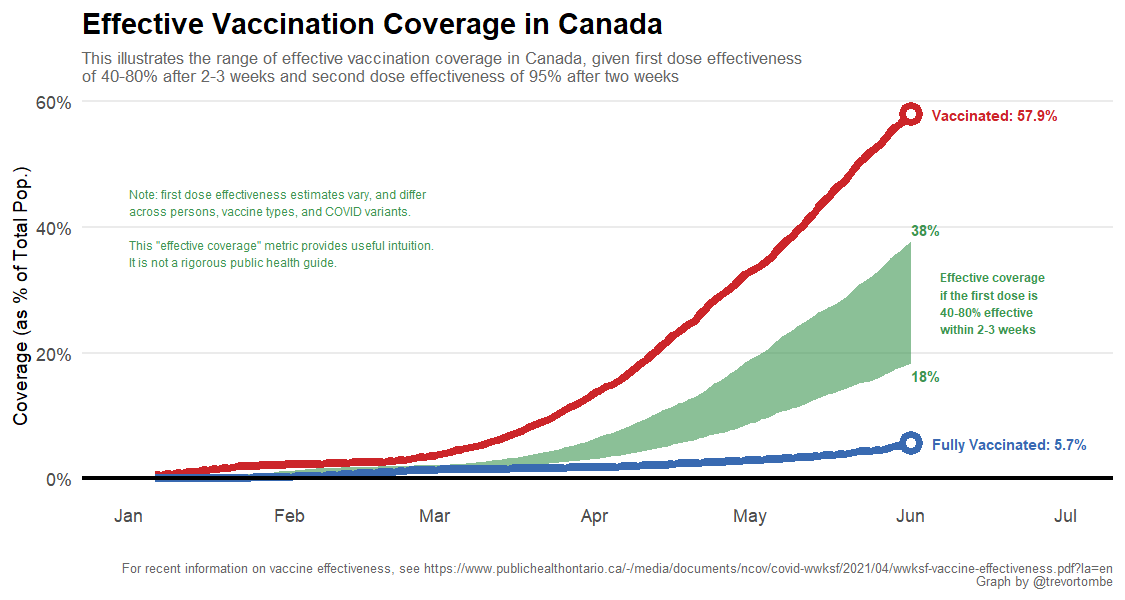 Effective Vaccination Coverage in Canada
This illustrates the range of effective vaccination coverage in Canada, given first dose effectiveness
of 40-80% after 2-3 weeks and second dose effectiveness of 95% after two weeks
Coverage (as % of Total Pop.)
60%
40%
20%
0%
Note: first dose effectiveness estimates vary, and differ
across persons, vaccine types, and COVID variants.
This "effective coverage" metric provides useful intuition.
It is not a rigorous public health guide.
Vaccinated: 57.9%
38%
Effective coverage
if the first dose is
40-80% effective
within 2-3 weeks
18%
Fully Vaccinated: 5.7%
Jan Feb Mar Apr May Jun Jul
For recent information on vaccine effectiveness, see https://www.publichealthontario.ca/-/media/documents/ncov/covid-wwksf/2021/04/wwksf-vaccine-effectiveness.pdf?la=en
Graph by @trevortombe